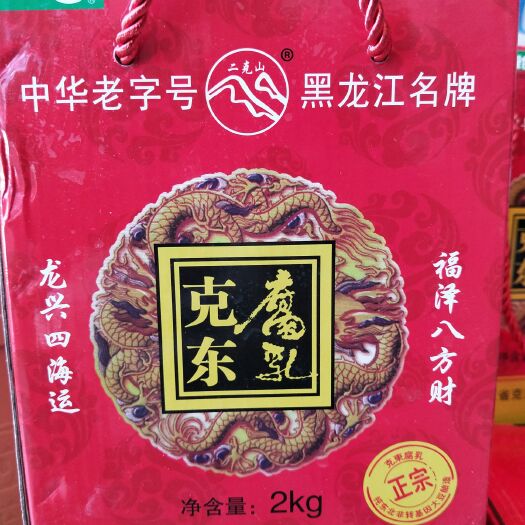 二克山
®
中华老字号 黑龙江名牌
龙兴四海运
克东
腐乳
福泽八方财
克东腐乳
正宗
净含量：2kg